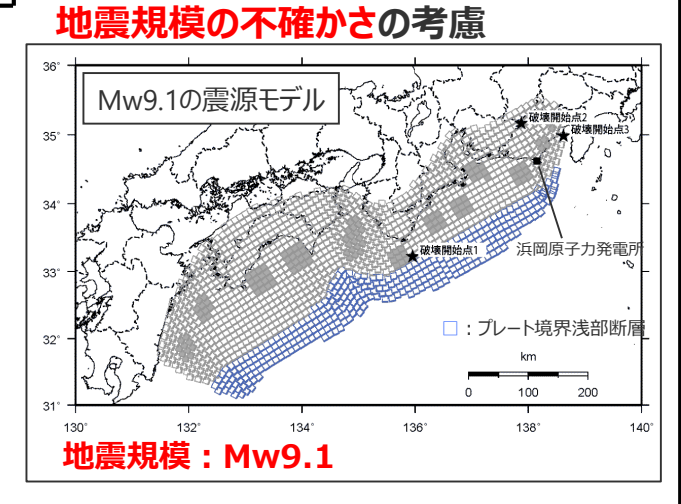 地震規模の不確かさの考慮
Mw9.1の震源モデル
36°
35°
34°
33°
32°
31°
破壊開始点2
破壊開始点3
浜岡原子力発電所
破壊開始点1
□：プレート境界浅部断層
km
0 100 200
130° 132° 134° 136° 138° 140°
地震規模：Mw9.1